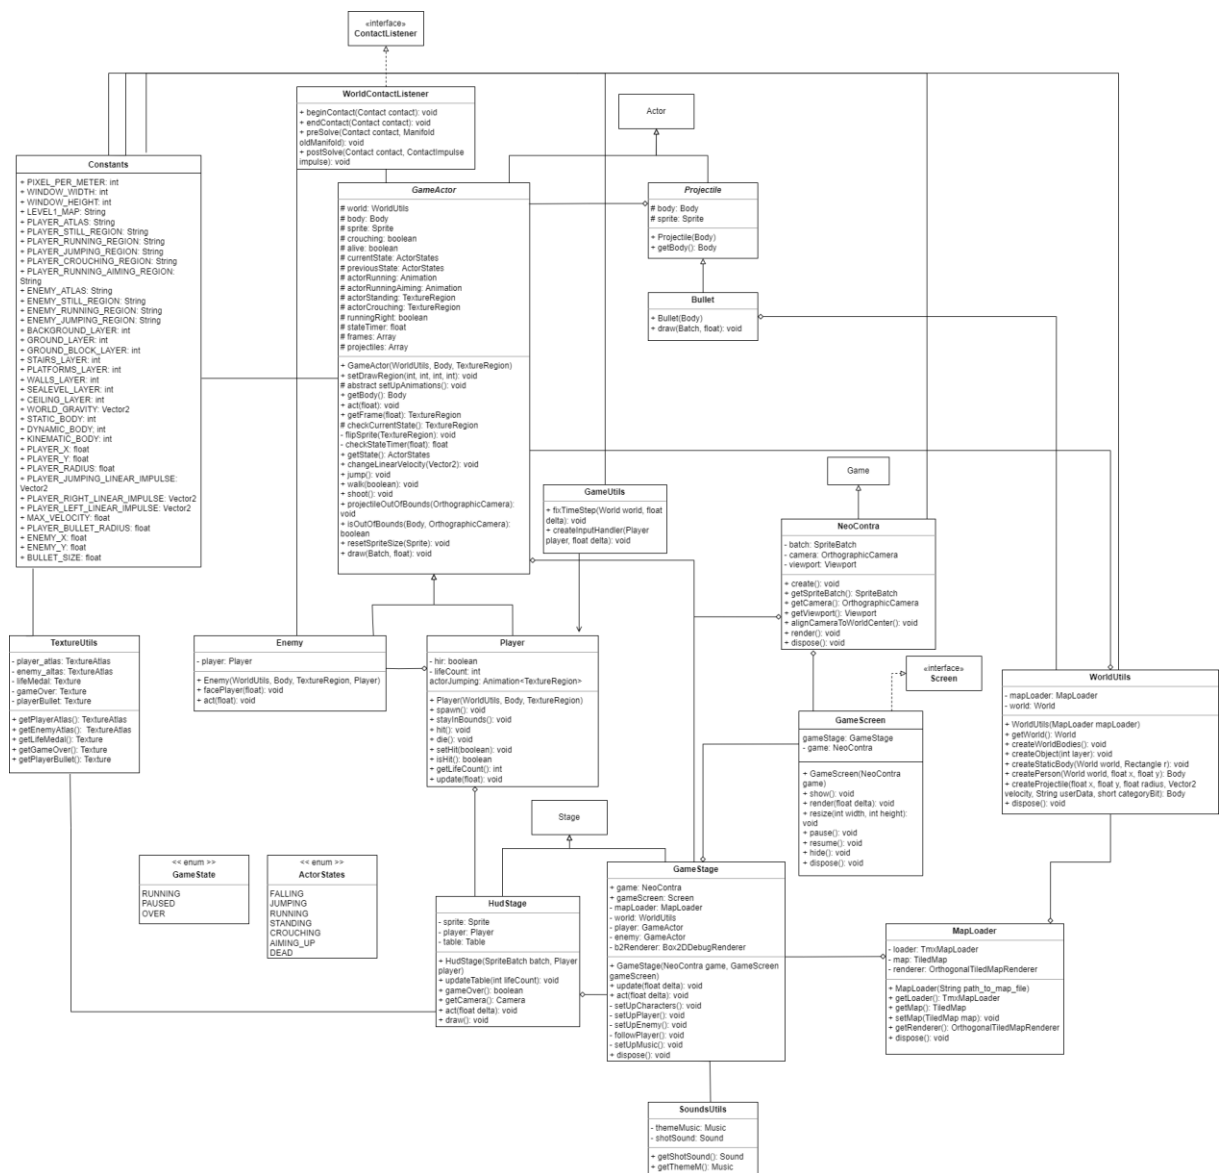 «interface»
ContactListener
WorldContactListener
+ beginContact(Contact contact): void
+ endContact(Contact contact): void
+ preSolve(Contact contact, Manifold
oldManifold): void
+ postSolve(Contact contact, ContactImpulse
impulse): void
Actor
Constants
+ PIXEL_PER_METER: int
+ WINDOW_WIDTH: int
+ WINDOW_HEIGHT: int
+ LEVEL1_MAP: String
+ PLAYER_ATLAS: String
+ PLAYER_STILL_REGION: String
+ PLAYER_RUNNING_REGION: String
+ PLAYER_JUMPING_REGION: String
+ PLAYER_CROUCHING_REGION: String
+ PLAYER_RUNNING_AIMING_REGION:
String
+ ENEMY_ATLAS: String
+ ENEMY_STILL_REGION: String
+ ENEMY_RUNNING_REGION: String
+ ENEMY_JUMPING_REGION: String
+ BACKGROUND_LAYER: int
+ GROUND_LAYER: int
+ GROUND_BLOCK_LAYER: int
+ STAIRS_LAYER: int
+ PLATFORMS_LAYER: int
+ WALLS_LAYER: int
+ SEALEVEL_LAYER: int
+ CEILING_LAYER: int
+ WORLD_GRAVITY: Vector2
+ STATIC_BODY: int
+ DYNAMIC_BODY: int
+ KINEMATIC_BODY: int
+ PLAYER_X: float
+ PLAYER_Y: float
+ PLAYER_RADIUS: float
+ PLAYER_JUMPING_LINEAR_IMPULSE:
Vector2
+ PLAYER_RIGHT_LINEAR_IMPULSE: Vector2
+ PLAYER_LEFT_LINEAR_IMPULSE: Vector2
+ MAX_VELOCITY: float
+ PLAYER_BULLET_RADIUS: float
+ ENEMY_X: float
+ ENEMY_Y: float
+ BULLET_SIZE: float
GameActor
# world: WorldUtils
# body: Body
# sprite: Sprite
# crouching: boolean
# alive: boolean
# currentState: ActorStates
# previousState: ActorStates
# actorRunning: Animation
# actorRunningAiming: Animation
# actorStanding: TextureRegion
# actorCrouching: TextureRegion
# runningRight: boolean
# stateTimer: float
# frames: Array
# projectiles: Array
+ GameActor(WorldUtils, Body, TextureRegion)
+ setDrawRegion(int, int, int, int): void
# abstract setUpAnimations(): void
+ getBody(): Body
+ act(float): void
+ getFrame(float): TextureRegion
# checkCurrentState(): TextureRegion
- flipSprite(TextureRegion): void
- checkStateTimer(float): float
+ getState(): ActorStates
+ changeLinearVelocity(Vector2): void
+ jump(): void
+ walk(boolean): void
+ shoot(): void
+ projectileOutOfBounds(OrthographicCamera):
void
+ isOutOfBounds(Body, OrthographicCamera):
boolean
+ resetSpriteSize(Sprite): void
+ draw(Batch, float): void
Projectile
# body: Body
# sprite: Sprite
+ Projectile(Body)
+ getBody(): Body
Bullet
+ Bullet(Body)
+ draw(Batch, float): void
GameUtils
+ fixTimeStep(World world, float
delta): void
+ createInputHandler(Player
player, float delta): void
Game
NeoContra
- batch: SpriteBatch
- camera: OrthographicCamera
- viewport: Viewport
+ create(): void
+ getSpriteBatch(): SpriteBatch
+ getCamera(): OrthographicCamera
+ getViewport(): Viewport
+ alignCameraToWorldCenter(): void
+ render(): void
+ dispose(): void
TextureUtils
- player_atlas: TextureAtlas
- enemy_altas: TextureAtlas
- lifeMedal: Texture
- gameOver: Texture
- playerBullet: Texture
+ getPlayerAtlas(): TextureAtlas
+ getEnemyAtlas(): TextureAtlas
+ getLifeMedal(): Texture
+ getGameOver(): Texture
+ getPlayerBullet(): Texture
Enemy
- player: Player
+ Enemy(WorldUtils, Body, TextureRegion, Player)
+ facePlayer(float): void
+ act(float): void
Player
- hir: boolean
- lifeCount: int
actorJumping: Animation<TextureRegion>
+ Player(WorldUtils, Body, TextureRegion)
+ spawn(): void
+ stayInBounds(): void
+ hit(): void
+ die(): void
+ setHit(boolean): void
+ isHit(): boolean
+ getLifeCount(): int
+ update(float): void
«interface»
Screen
GameScreen
gameStage: GameStage
- game: NeoContra
+ GameScreen(NeoContra
game)
+ show(): void
+ render(float delta): void
+ resize(int width, int height):
void
+ pause(): void
+ resume(): void
+ hide(): void
+ dispose(): void
WorldUtils
- mapLoader: MapLoader
- world: World
+ WorldUtils(MapLoader mapLoader)
+ getWorld(): World
+ createWorldBodies(): void
+ createObject(int layer): void
+ createStaticBody(World world, Rectangle r): void
+ createPerson(World world, float x, float y): Body
+ createProjectile(float x, float y, float radius, Vector2
velocity, String userData, short categoryBit): Body
+ dispose(): void
Stage
<< enum >>
GameState
RUNNING
PAUSED
OVER
<< enum >>
ActorStates
FALLING
JUMPING
RUNNING
STANDING
CROUCHING
AIMING_UP
DEAD
HudStage
- sprite: Sprite
- player: Player
- table: Table
+ HudStage(SpriteBatch batch, Player
player)
+ updateTable(int lifeCount): void
+ gameOver(): boolean
+ getCamera(): Camera
+ act(float delta): void
+ draw(): void
GameStage
+ game: NeoContra
+ gameScreen: Screen
- mapLoader: MapLoader
- world: WorldUtils
- player: GameActor
- enemy: GameActor
- b2Renderer: Box2DDebugRenderer
+ GameStage(NeoContra game, GameScreen
gameScreen)
+ update(float delta): void
+ act(float delta): void
- setUpCharacters(): void
- setUpPlayer(): void
- setUpEnemy(): void
- followPlayer(): void
- setUpMusic(): void
+ dispose(): void
MapLoader
- loader: TmxMapLoader
- map: TiledMap
- renderer: OrthogonalTiledMapRenderer
+ MapLoader(String path_to_map_file)
+ getLoader(): TmxMapLoader
+ getMap(): TiledMap
+ setMap(TiledMap map): void
+ getRenderer(): OrthogonalTiledMapRenderer
+ dispose(): void
SoundsUtils
- themeMusic: Music
- shotSound: Sound
+ getShotSound(): Sound
+ getThemeM(): Music